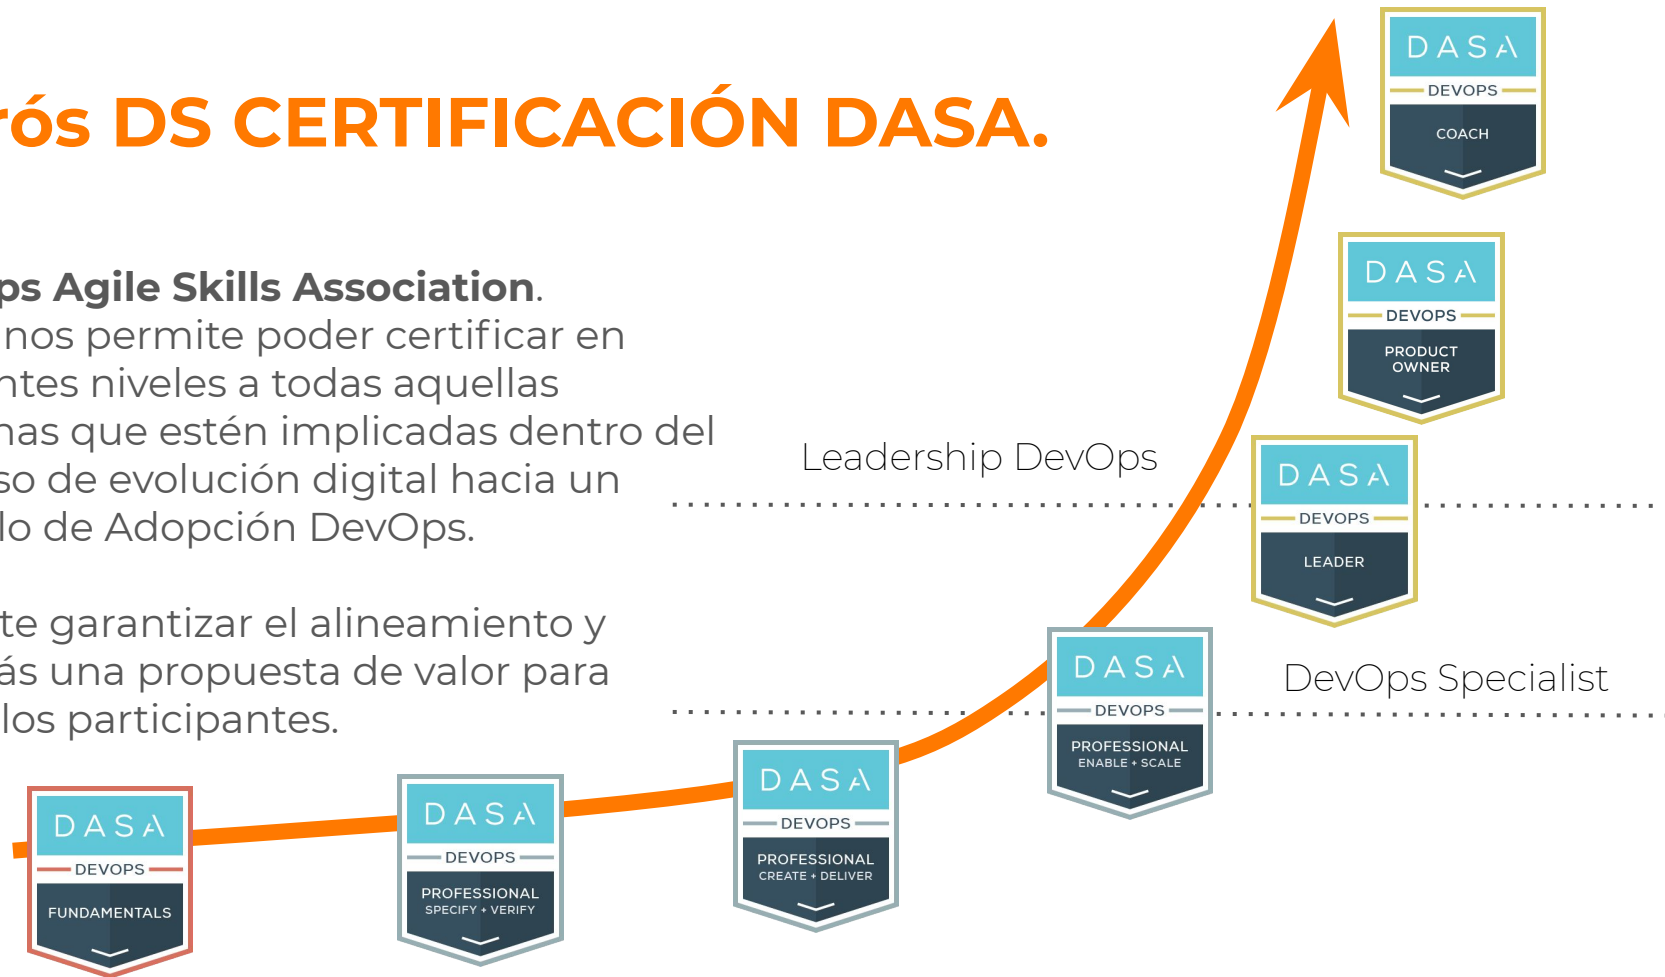 rós DS CERTIFICACIÓN DASA.
ps Agile Skills Association.
nos permite poder certificar en
ntes niveles a todas aquellas
nas que estén implicadas dentro del
so de evolución digital hacia un
lo de Adopción DevOps.
te garantizar el alineamiento y
ás una propuesta de valor para
los participantes.
Leadership DevOps
DevOps Specialist
DASA
DEVOPS
COACH
DASA
DEVOPS
PRODUCT
OWNER
DASA
DEVOPS
LEADER
DASA
DEVOPS
PROFESSIONAL
ENABLE + SCALE
DASA
DEVOPS
PROFESSIONAL
CREATE + DELIVER
DASA
DEVOPS
PROFESSIONAL
SPECIFY + VERIFY
DASA
DEVOPS
FUNDAMENTALS